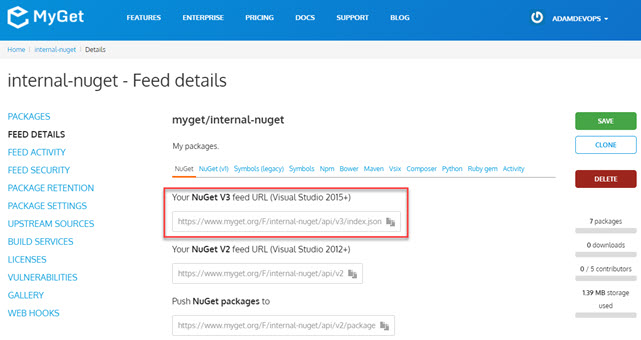 MyGet FEATURES ENTERPRISE PRICING DOCS SUPPORT BLOG ADAMDEVOPS
Home internal-nuget Details
internal-nuget - Feed details
PACKAGES
FEED DETAILS
FEED ACTIVITY
FEED SECURITY
PACKAGE RETENTION
PACKAGE SETTINGS
UPSTREAM SOURCES
BUILD SERVICES
LICENSES
VULNERABILITIES
GALLERY
WEB HOOKS
myget/internal-nuget
My packages.
NuGet NuGet (v1) Symbols (legacy) Symbols Npm Bower Maven Vsix Composer Python Ruby gem Activity
Your NuGet V3 feed URL (Visual Studio 2015+)
https://www.myget.org/F/internal-nuget/api/v3/index.json
Your NuGet V2 feed URL (Visual Studio 2012+)
https://www.myget.org/F/internal-nuget/api/v2
Push NuGet packages to
https://www.myget.org/F/internal-nuget/api/v2/package
SAVE
CLONE
DELETE
7 packages
0 downloads
0 / 5 contributors
1.39 MB storage
used